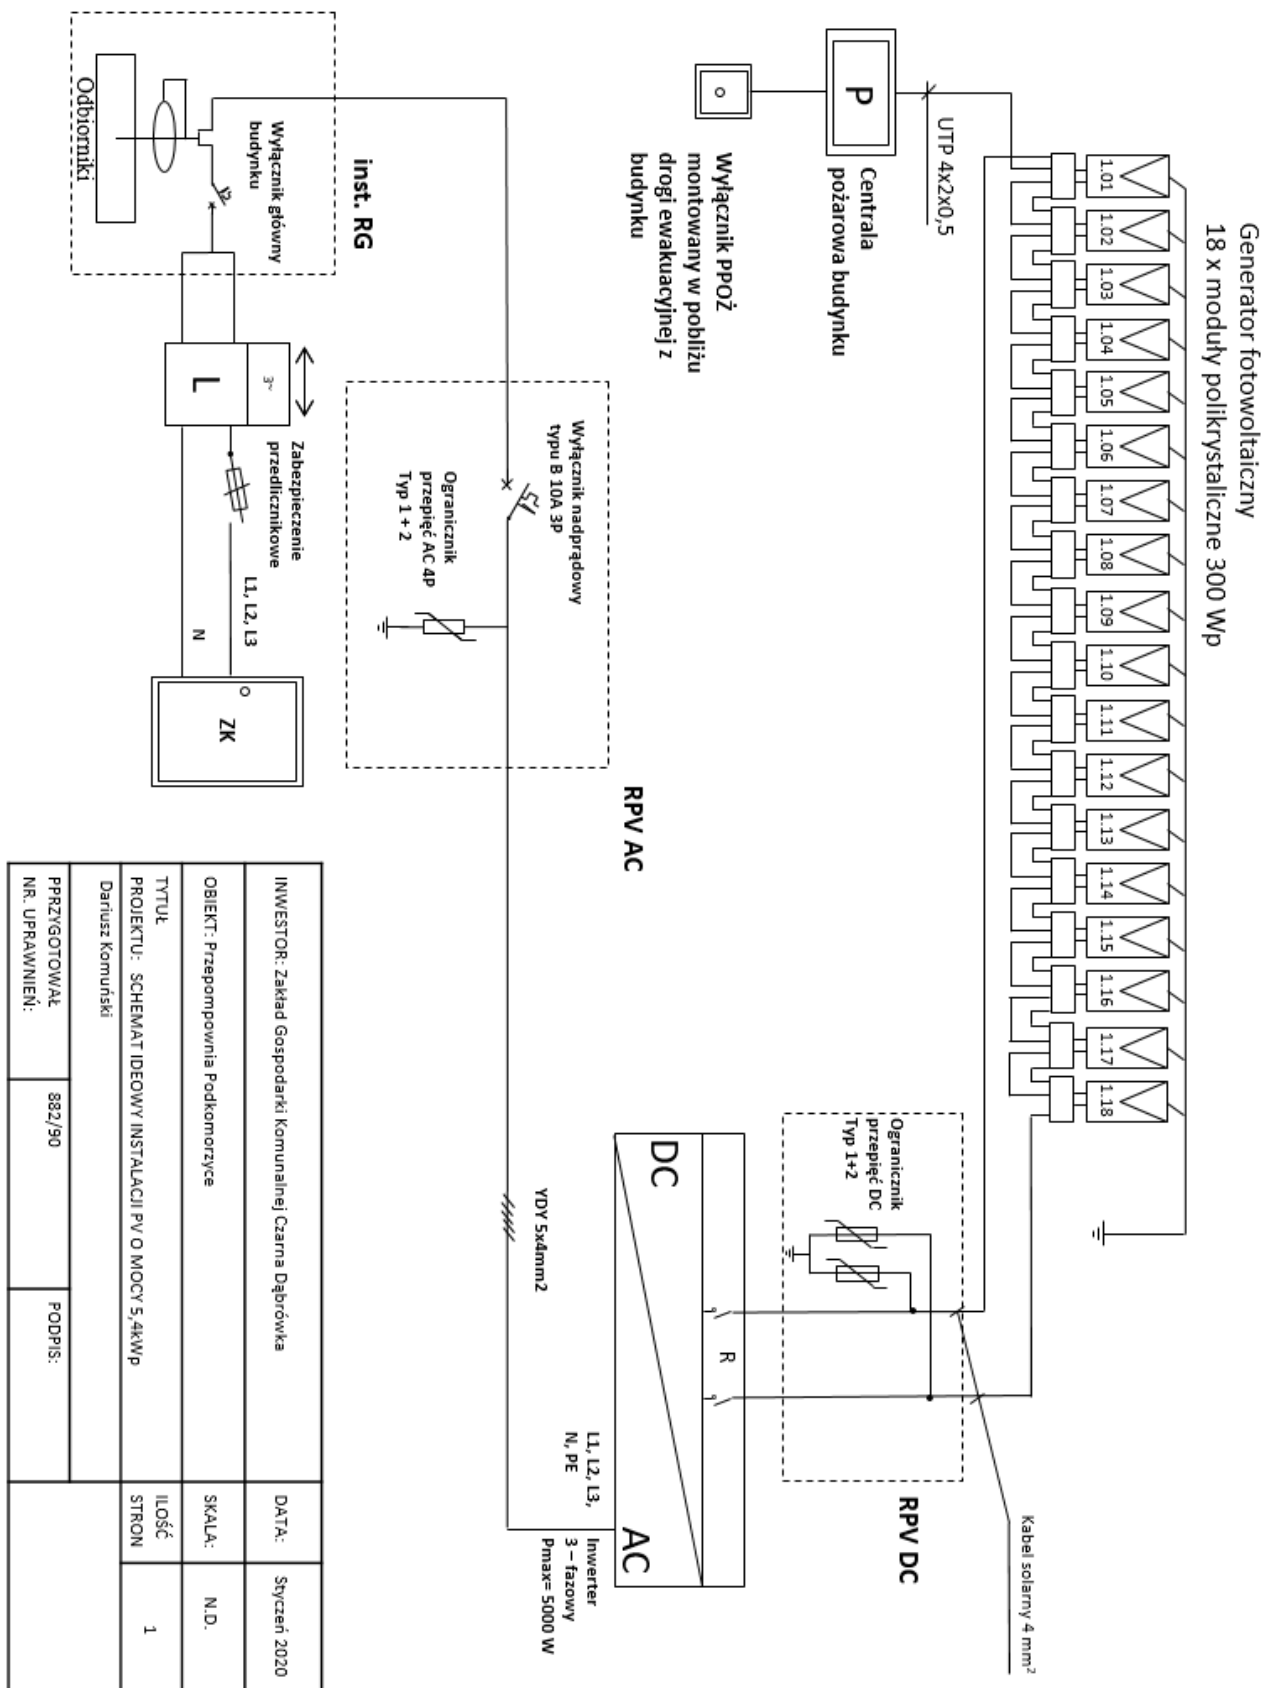 Generator fotowoltaiczny
18 x moduły polikrystaliczne 300 Wp
1.01
1.02
1.03
1.04
1.05
1.06
1.07
1.08
1.09
1.10
1.11
1.12
1.13
1.14
1.15
1.16
1.17
1.18
UTP 4x2x0,5
P
Centrala
pożarowa budynku
Wyłącznik PPOŻ
montowany w pobliżu
drogi ewakuacyjnej z
budynku
Kabel solarny 4 mm²
RPV DC
Ogranicznik
przepięć DC
Typ 1+2
R
DC
AC
L1, L2, L3,
N, PE
Inwerter
3 – fazowy
Pmax= 5000 W
YDY 5x4mm2
RPV AC
Wyłącznik nadprądowy
typu B 10A 3P
Ogranicznik
przepięć AC 4P
Typ 1 + 2
inst. RG
Wyłącznik główny
budynku
Odbiorniki
3~
L
Zabezpieczenie
przedlicznikowe
L1, L2, L3
N
ZK
INWESTOR: Zakład Gospodarki Komunalnej Czarna Dąbrówka
DATA:
Styczeń 2020
OBIEKT: Przepompownia Podkomorzyce
SKALA:
N.D.
TYTUŁ
PROJEKTU: SCHEMAT IDEOWY INSTALACJI PV O MOCY 5,4kWp
ILOŚĆ
STRON
1
Dariusz Komuński
PPRZYGOTOWAŁ
NR. UPRAWNIEŃ:
882/90
PODPIS: